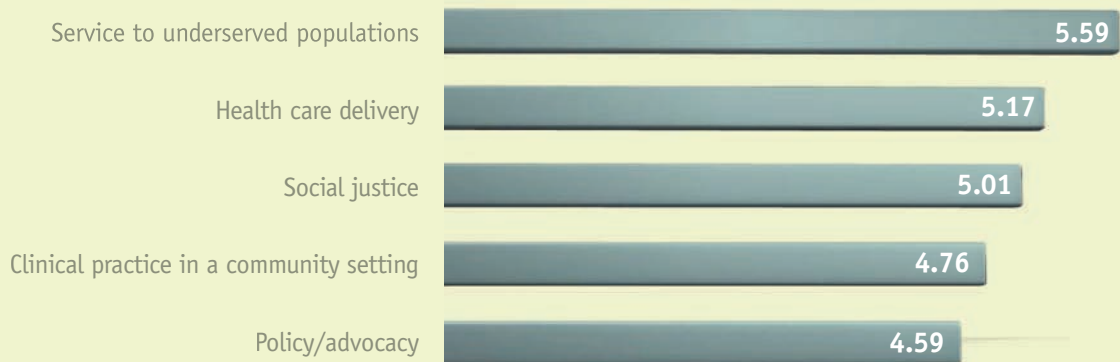 Service to underserved populations 5.59
Health care delivery 5.17
Social justice 5.01
Clinical practice in a community setting 4.76
Policy/advocacy 4.59